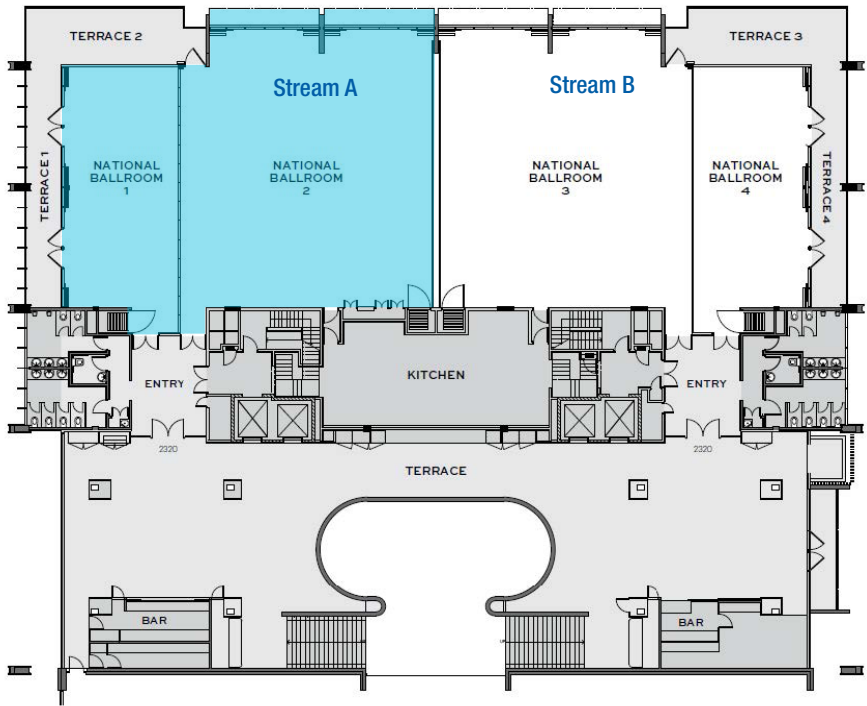 TERRACE 2
TERRACE 3
Stream A
Stream B
NATIONAL
BALLROOM
1
NATIONAL
BALLROOM
2
NATIONAL
BALLROOM
3
NATIONAL
BALLROOM
4
TERRACE 1
TERRACE 4
KITCHEN
ENTRY
ENTRY
2320
2320
TERRACE
BAR
BAR